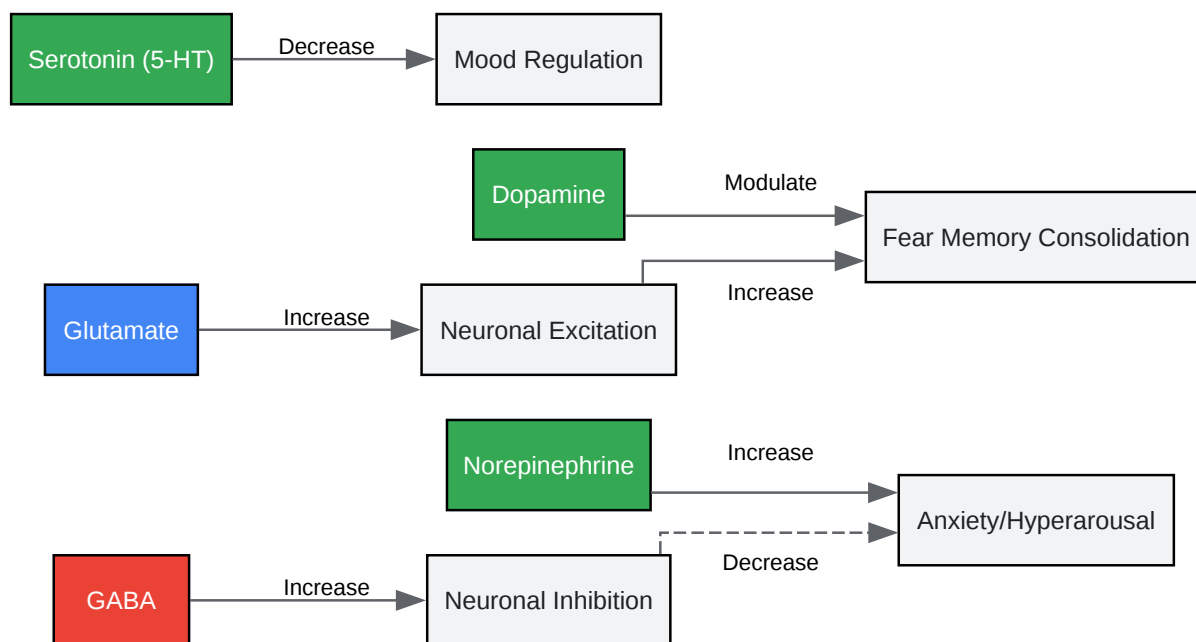 Serotonin (5-HT)
Decrease
Mood Regulation
Dopamine
Modulate
Fear Memory Consolidation
Increase
Glutamate
Increase
Neuronal Excitation
Norepinephrine
Increase
Anxiety/Hyperarousal
Decrease
GABA
Increase
Neuronal Inhibition